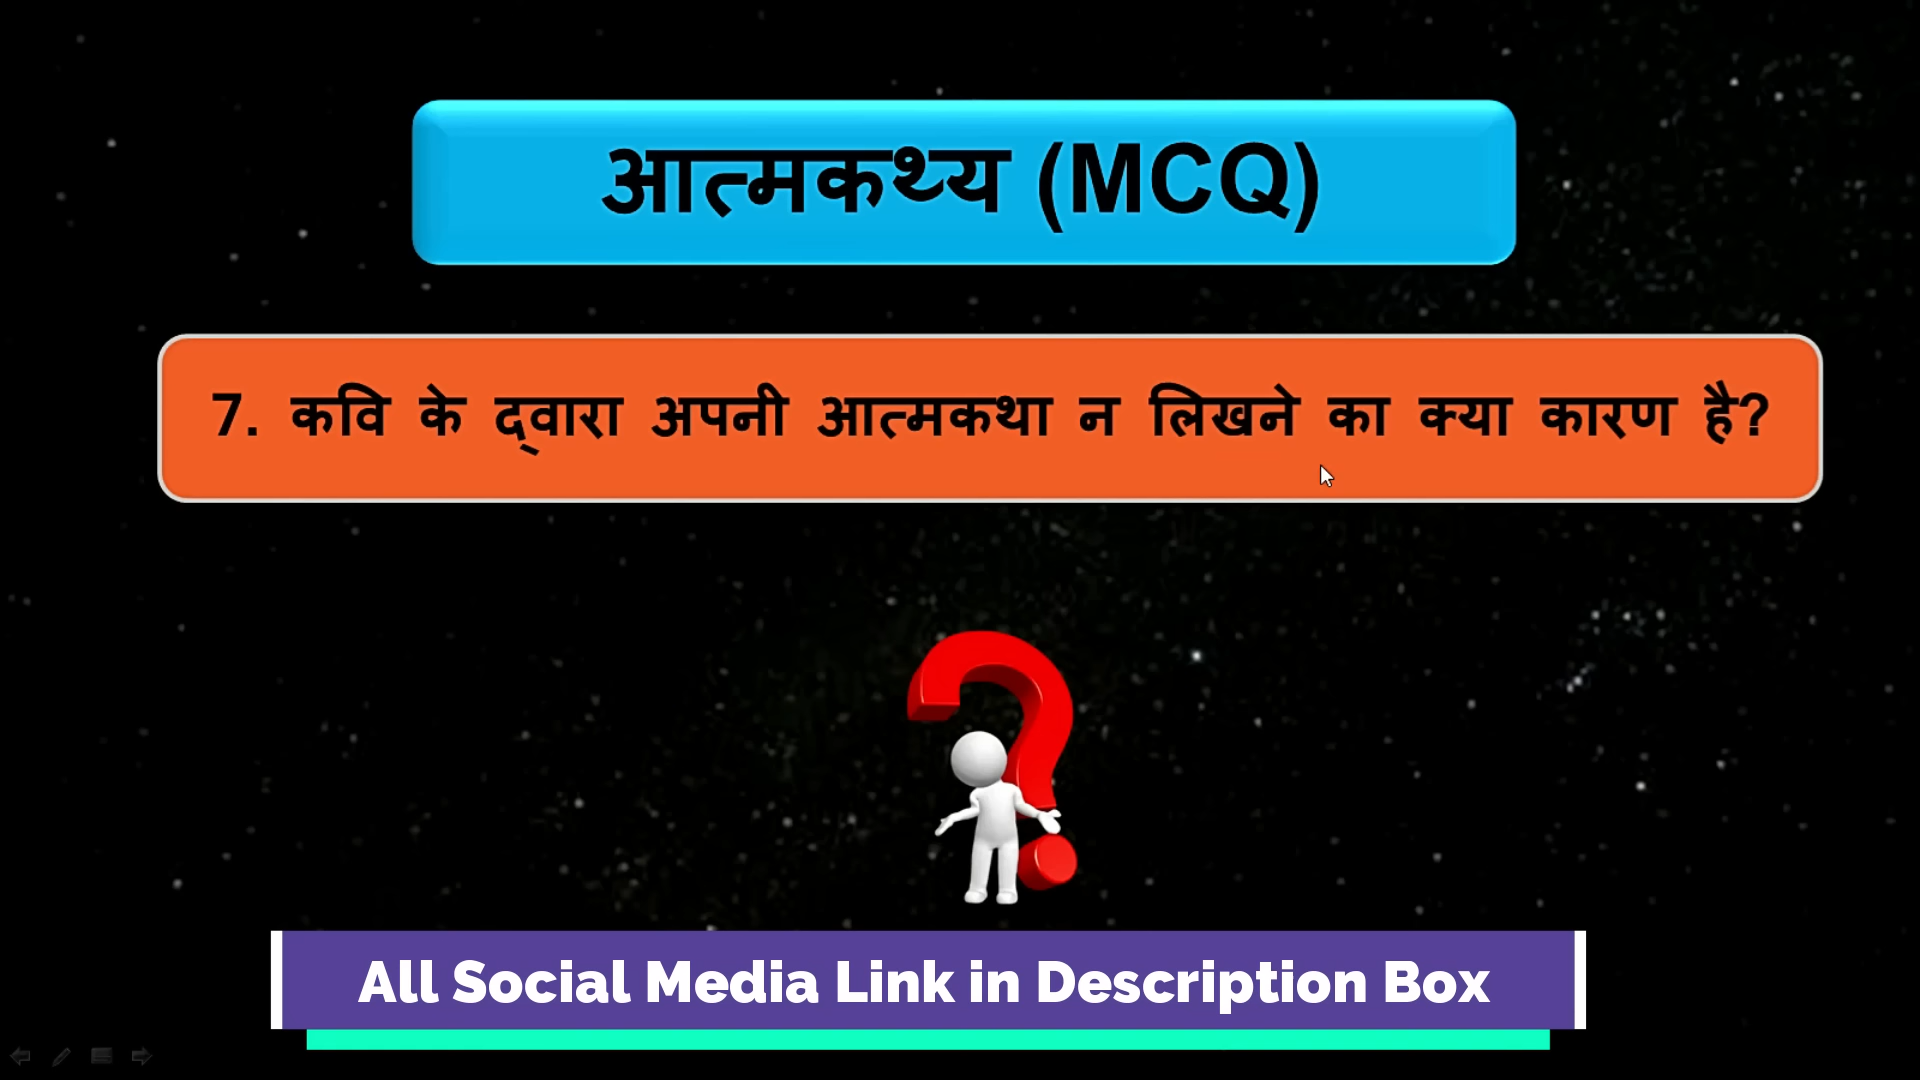 आत्मकथ्य (MCQ)
7. कवि के द्वारा अपनी आत्मकथा न लिखने का क्या कारण है?
All Social Media Link in Description Box